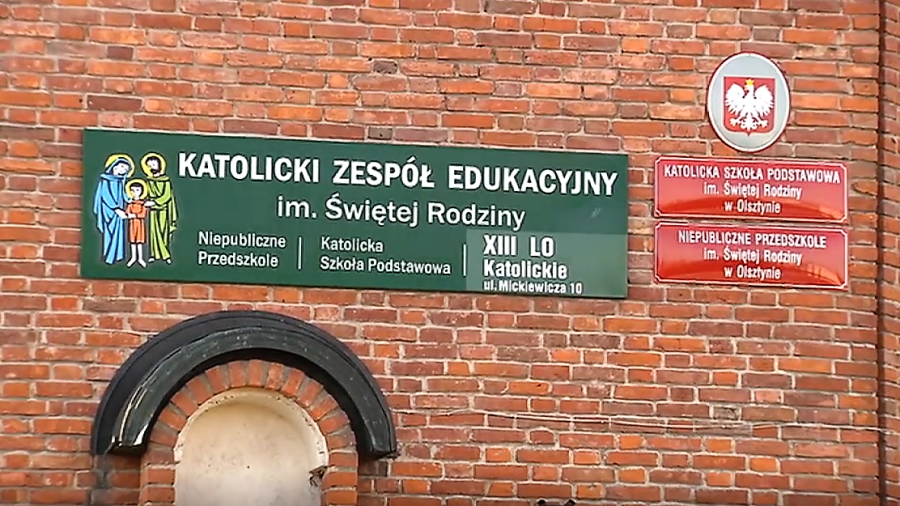 KATOLICKI ZESPÓŁ EDUKACYJNY
im. Świętej Rodziny
Niepubliczne
Przedszkole
Katolicka
Szkoła Podstawowa
XIII LO
Katolickie
ul. Mickiewicza 10
KATOLICKA SZKOŁA PODSTAWOWA
im. Świętej Rodziny
w Olsztynie
NIEPUBLICZNE PRZEDSZKOLE
im. Świętej Rodziny
w Olsztynie